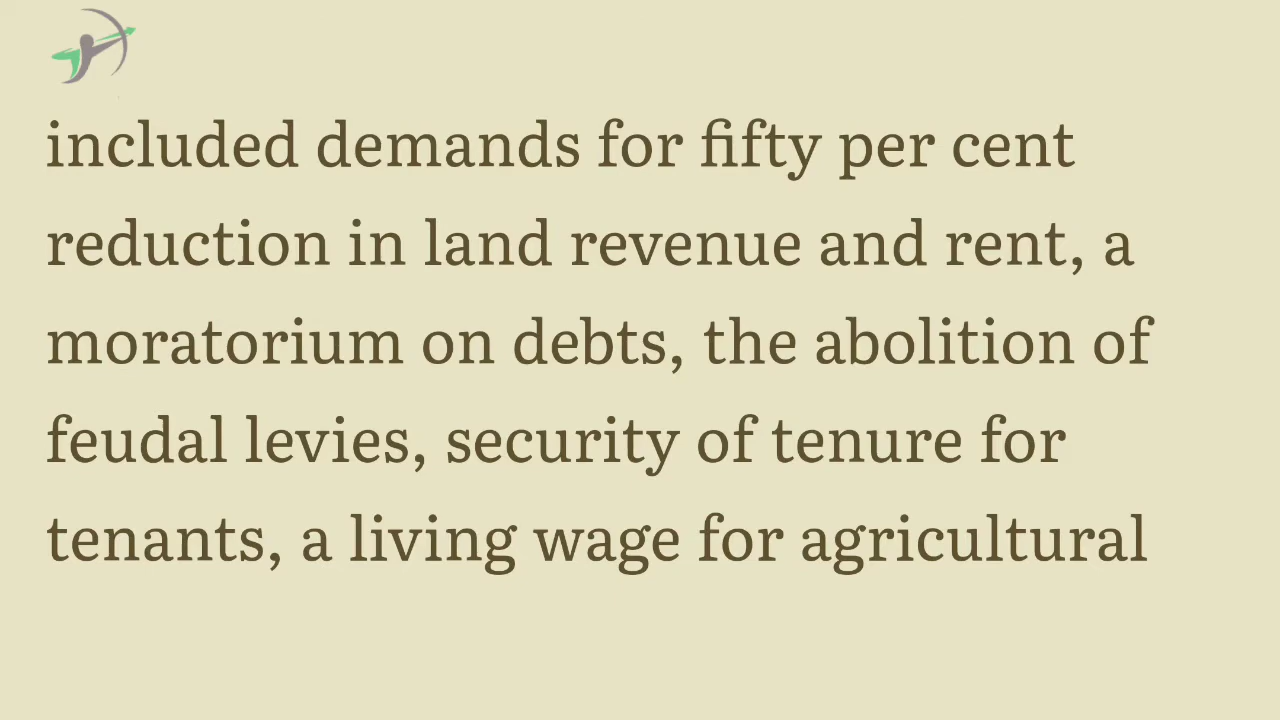 included demands for fifty per cent
reduction in land revenue and rent, a
moratorium on debts, the abolition of
feudal levies, security of tenure for
tenants, a living wage for agricultural